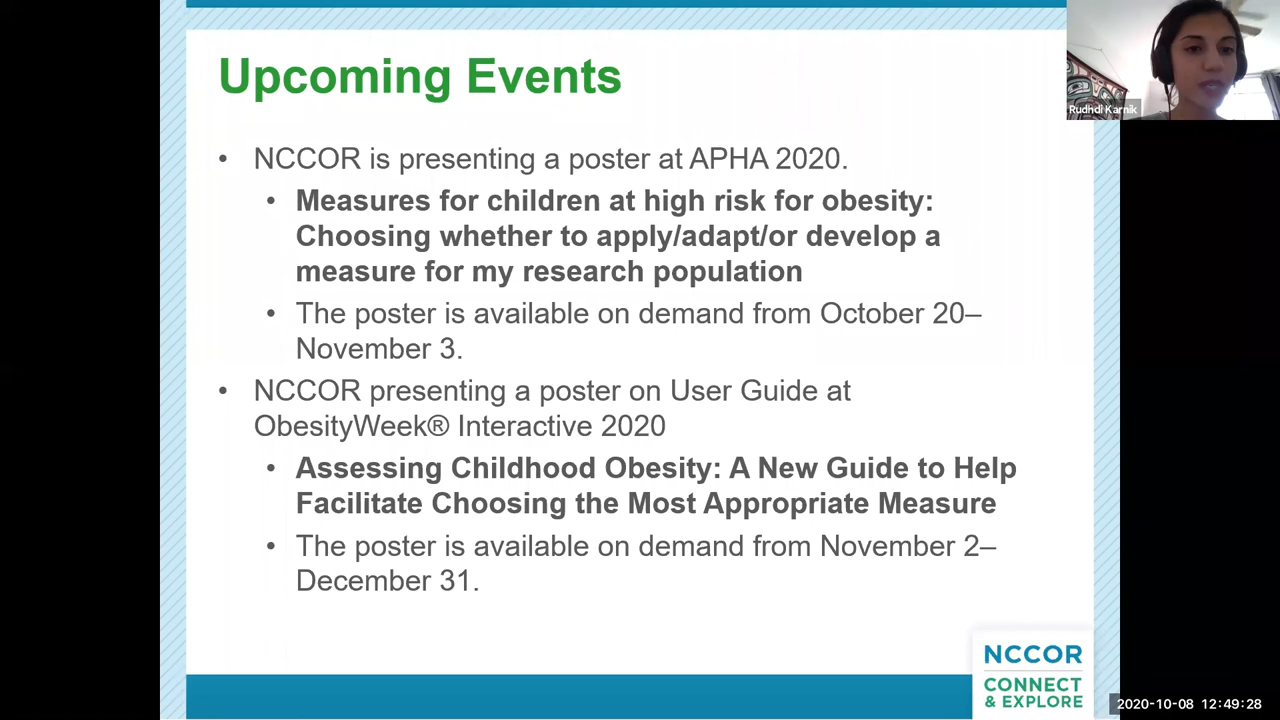 Upcoming Events
• NCCOR is presenting a poster at APHA 2020.
• Measures for children at high risk for obesity:
Choosing whether to apply/adapt/or develop a
measure for my research population
• The poster is available on demand from October 20–
November 3.
• NCCOR presenting a poster on User Guide at
ObesityWeek® Interactive 2020
• Assessing Childhood Obesity: A New Guide to Help
Facilitate Choosing the Most Appropriate Measure
• The poster is available on demand from November 2–
December 31.
NCCOR
CONNECT
& EXPLORE
Rudhdi Karnik
2020-10-08 12:49:28